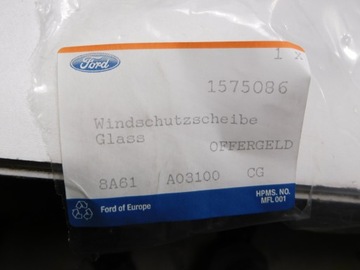 Ford
1 x
1575086
Windschutzscheibe
Glass
OFFERGELD
8A61 / A03100 CG
Ford of Europe
HPMS. NO.
MFL 001